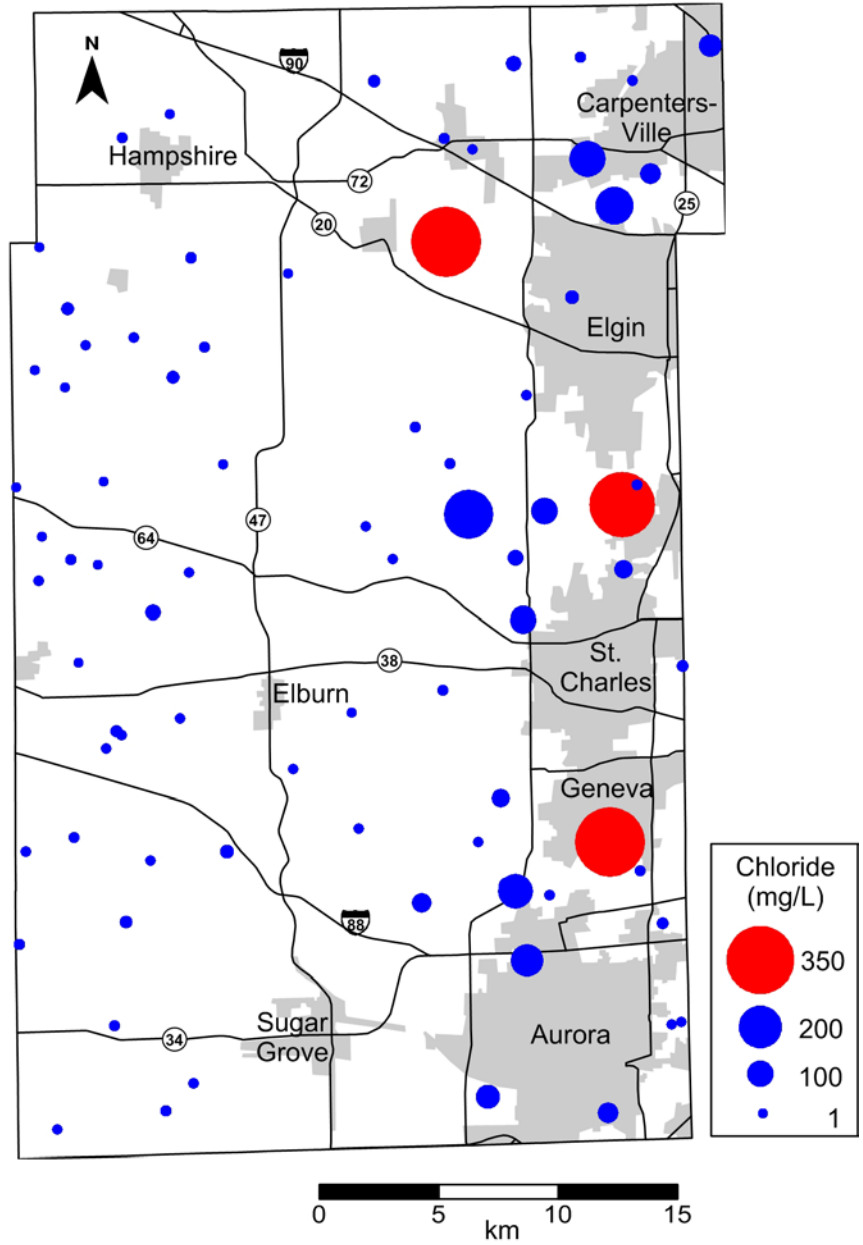 N
90
Carpenters-
Ville
Hampshire
72
20
25
Elgin
47
64
38
St.
Charles
Elburn
Geneva
Chloride
(mg/L)
350
200
100
1
88
34
Sugar
Grove
Aurora
0
5
10
15
km